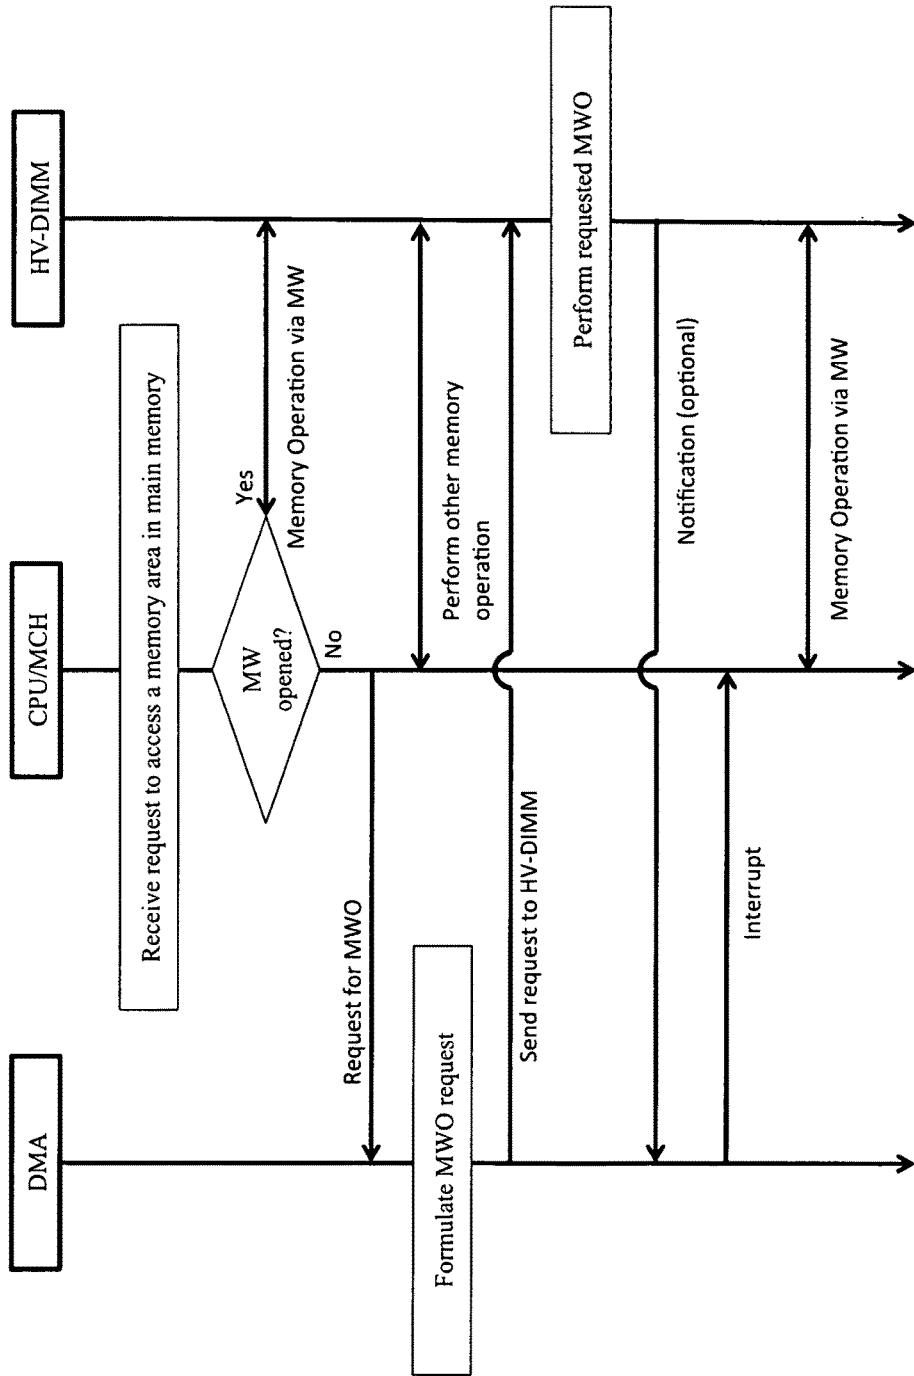 DMA
CPU/MCH
HV-DIMM
Receive request to access a memory area in main memory
MW
opened?
Yes
Memory Operation via MW
No
Request for MWO
Formulate MWO request
Perform other memory
operation
Send request to HV-DIMM
Perform requested MWO
Notification (optional)
Interrupt
Memory Operation via MW